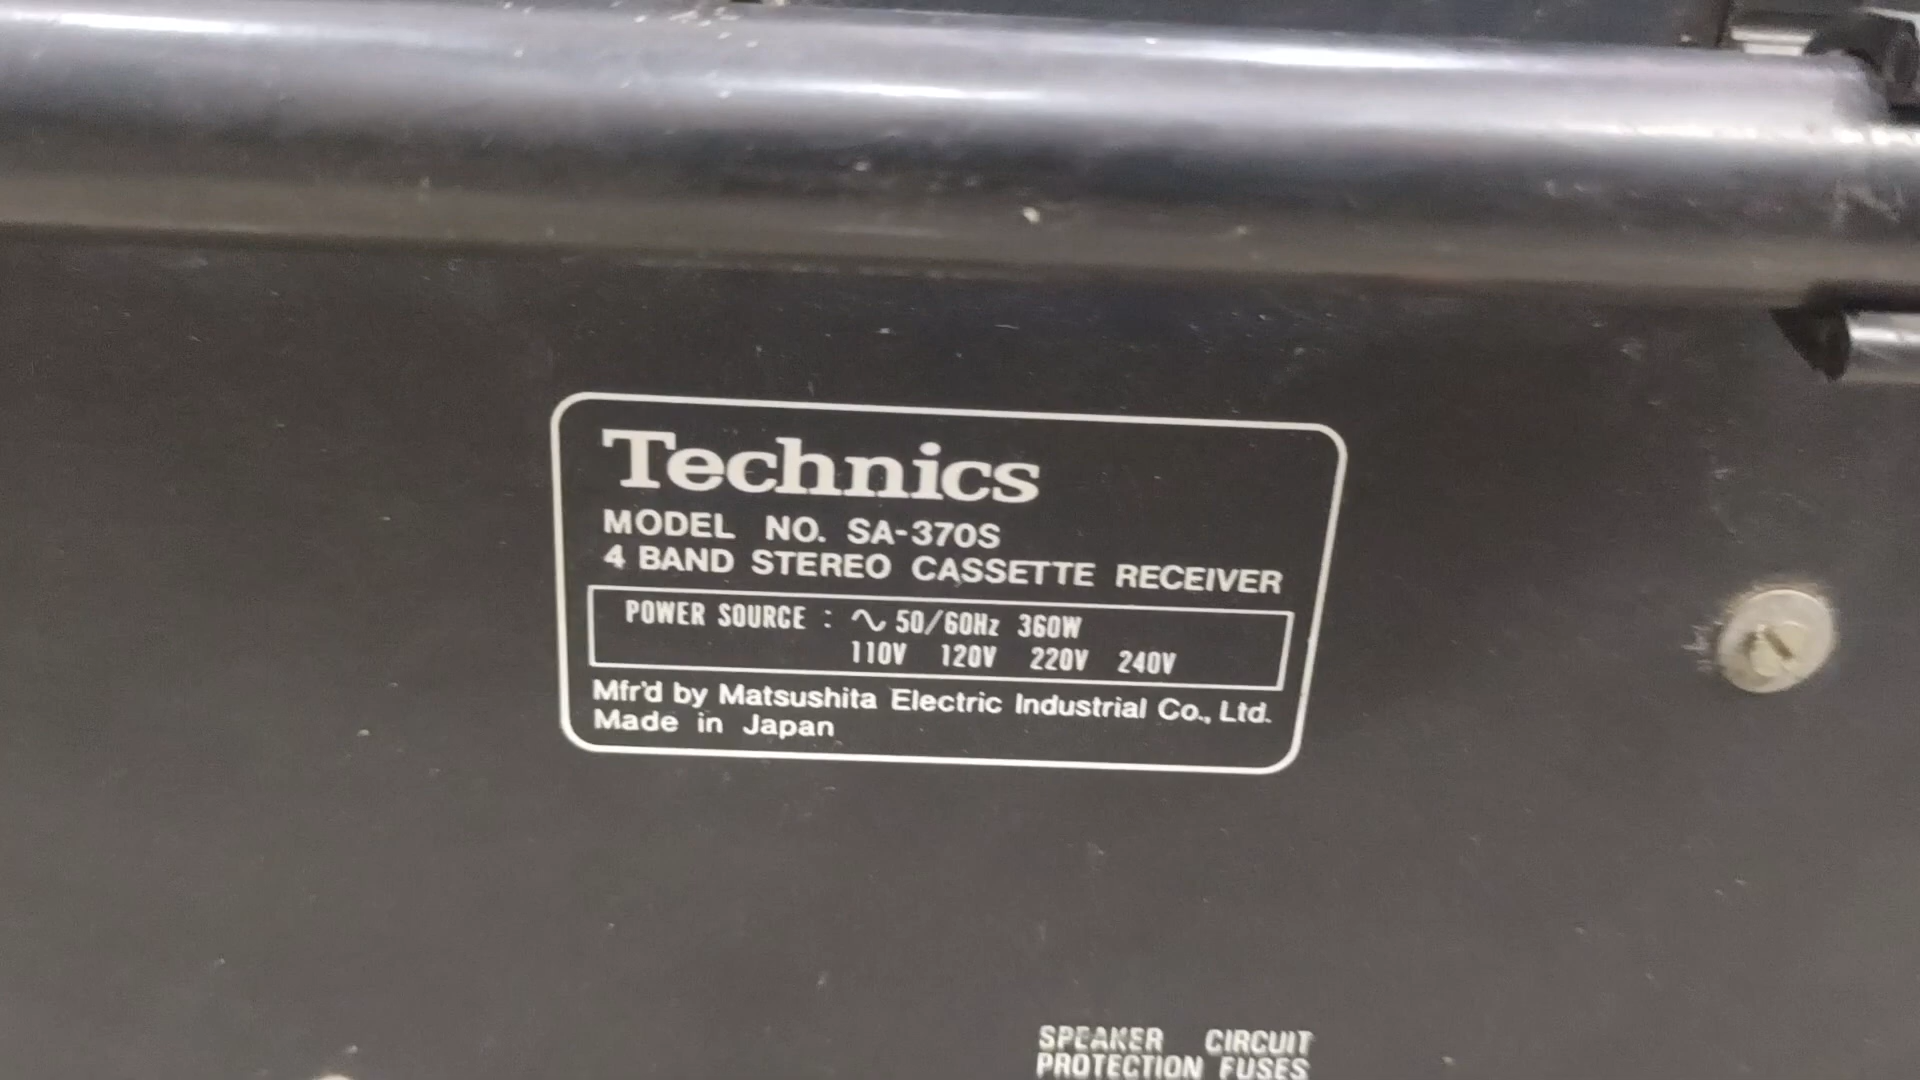 Technics
MODEL NO. SA-370S
4 BAND STEREO CASSETTE RECEIVER
POWER SOURCE : ∿ 50/60Hz 360W
110V 120V 220V 240V
Mfr'd by Matsushita Electric Industrial Co., Ltd.
Made in Japan
SPEAKER CIRCUIT
PROTECTION FUSES